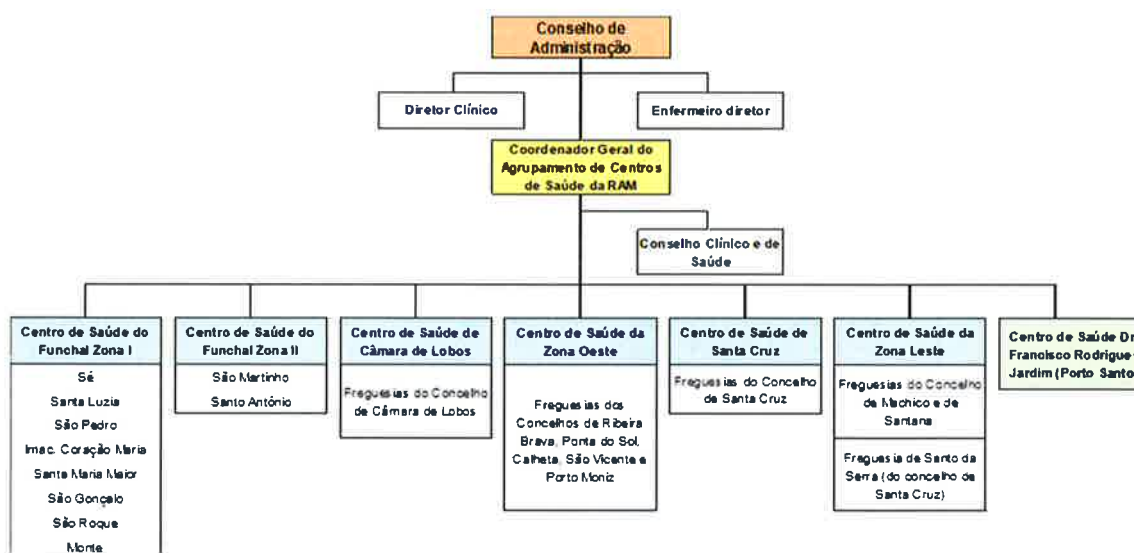 Conselho de
Administração
Diretor Clínico
Enfermeiro diretor
Coordenador Geral do
Agrupamento de Centros
de Saúde da RAM
Conselho Clínico e de
Saúde
Centro de Saúde do
Funchal Zona I
Sé
Santa Luzia
São Pedro
Imac. Coração Maria
Santa Maria Maior
São Gonçalo
São Roque
Monte
Centro de Saúde do
Funchal Zona II
São Martinho
Santo António
Centro de Saúde de
Câmara de Lobos
Freguesias do Concelho
de Câmara de Lobos
Centro de Saúde da
Zona Oeste
Freguesias dos
Concelhos de Ribeira
Brava, Ponta do Sol,
Calheta, São Vicente e
Porto Moniz
Centro de Saúde de
Santa Cruz
Freguesias do Concelho
de Santa Cruz
Centro de Saúde da
Zona Leste
Freguesias do Concelho
de Machico e de
Santana
Freguesia de Santo da
Serra (do concelho de
Santa Cruz)
Centro de Saúde Dr
Francisco Rodrigue
Jardim (Porto Santo